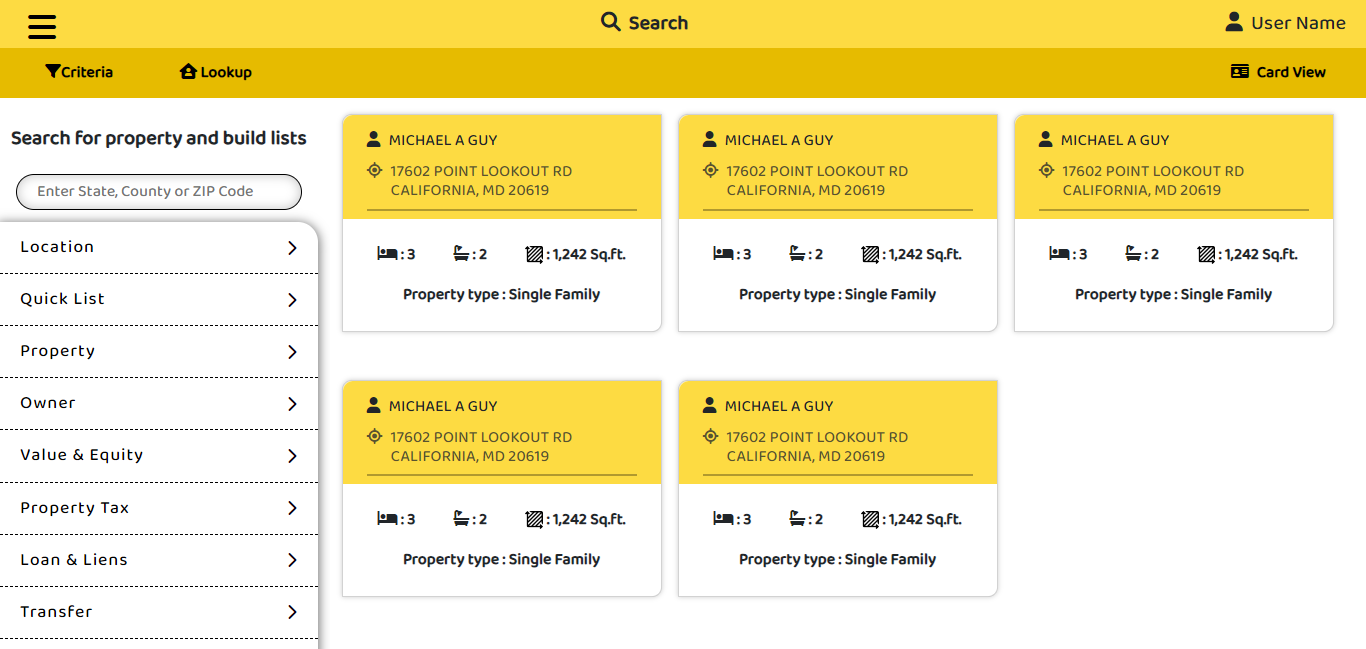 Search
User Name
Criteria
Lookup
Card View
Search for property and build lists
Enter State, County or ZIP Code
Location
Quick List
Property
Owner
Value & Equity
Property Tax
Loan & Liens
Transfer
MICHAEL A GUY
17602 POINT LOOKOUT RD
CALIFORNIA, MD 20619
: 3
: 2
: 1,242 Sq.ft.
Property type : Single Family
MICHAEL A GUY
17602 POINT LOOKOUT RD
CALIFORNIA, MD 20619
: 3
: 2
: 1,242 Sq.ft.
Property type : Single Family
MICHAEL A GUY
17602 POINT LOOKOUT RD
CALIFORNIA, MD 20619
: 3
: 2
: 1,242 Sq.ft.
Property type : Single Family
MICHAEL A GUY
17602 POINT LOOKOUT RD
CALIFORNIA, MD 20619
: 3
: 2
: 1,242 Sq.ft.
Property type : Single Family
MICHAEL A GUY
17602 POINT LOOKOUT RD
CALIFORNIA, MD 20619
: 3
: 2
: 1,242 Sq.ft.
Property type : Single Family